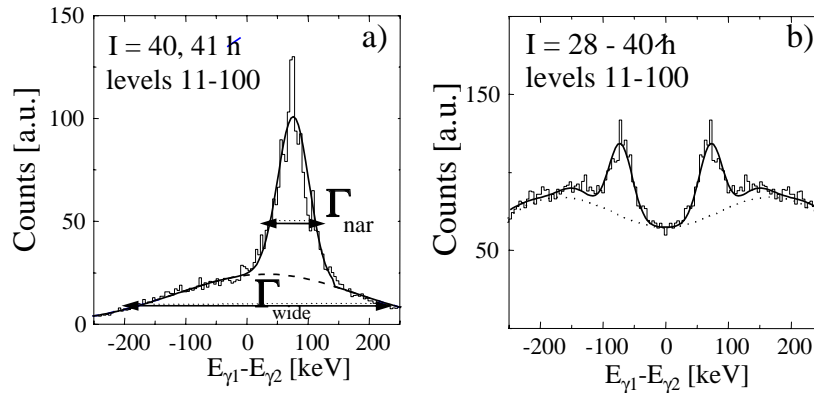 I = 40, 41 ħ
a)
levels 11-100
150
100
50
0
Counts [a.u.]
Γnar
Γwide
-200 -100 0 100 200
Eγ1-Eγ2 [keV]
I = 28 - 40 ħ
b)
levels 11-100
150
50
Counts [a.u.]
-200 -100 0 100 200
Eγ1-Eγ2 [keV]